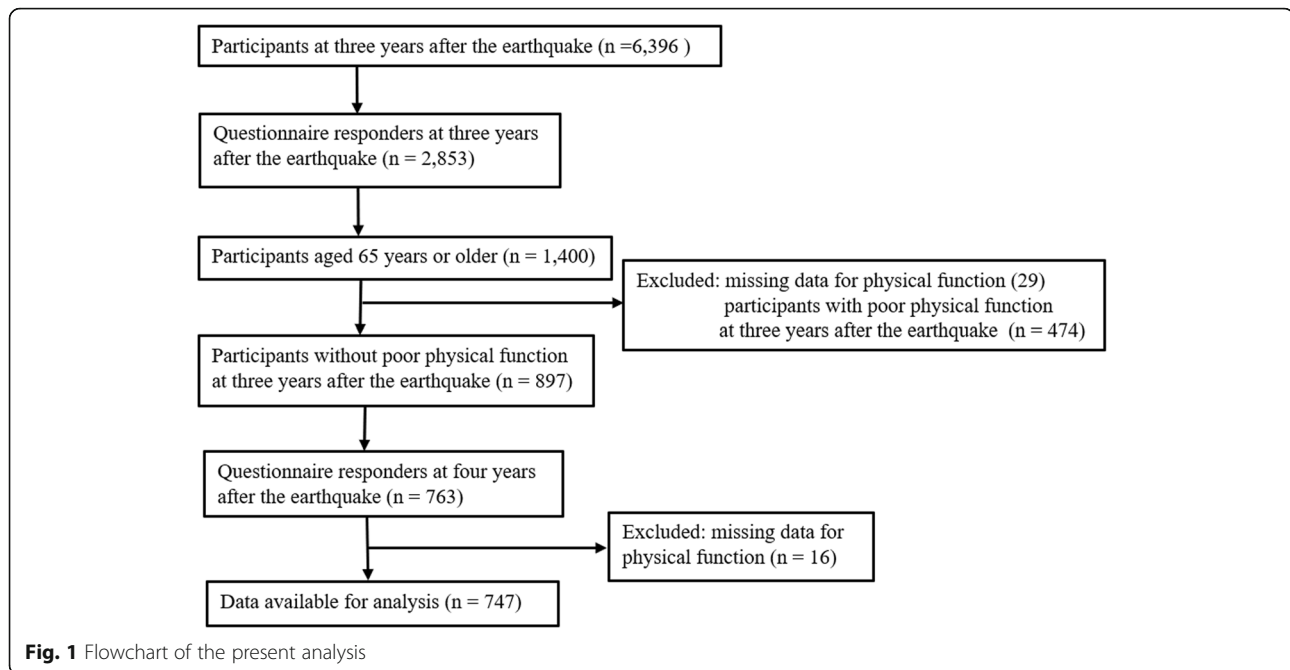 Participants at three years after the earthquake (n =6,396 )
Questionnaire responders at three years
after the earthquake (n = 2,853)
Participants aged 65 years or older (n = 1,400)
Excluded: missing data for physical function (29)
participants with poor physical function
at three years after the earthquake (n = 474)
Participants without poor physical function
at three years after the earthquake (n = 897)
Questionnaire responders at four years
after the earthquake (n = 763)
Excluded: missing data for
physical function (n = 16)
Data available for analysis (n = 747)
Fig. 1 Flowchart of the present analysis